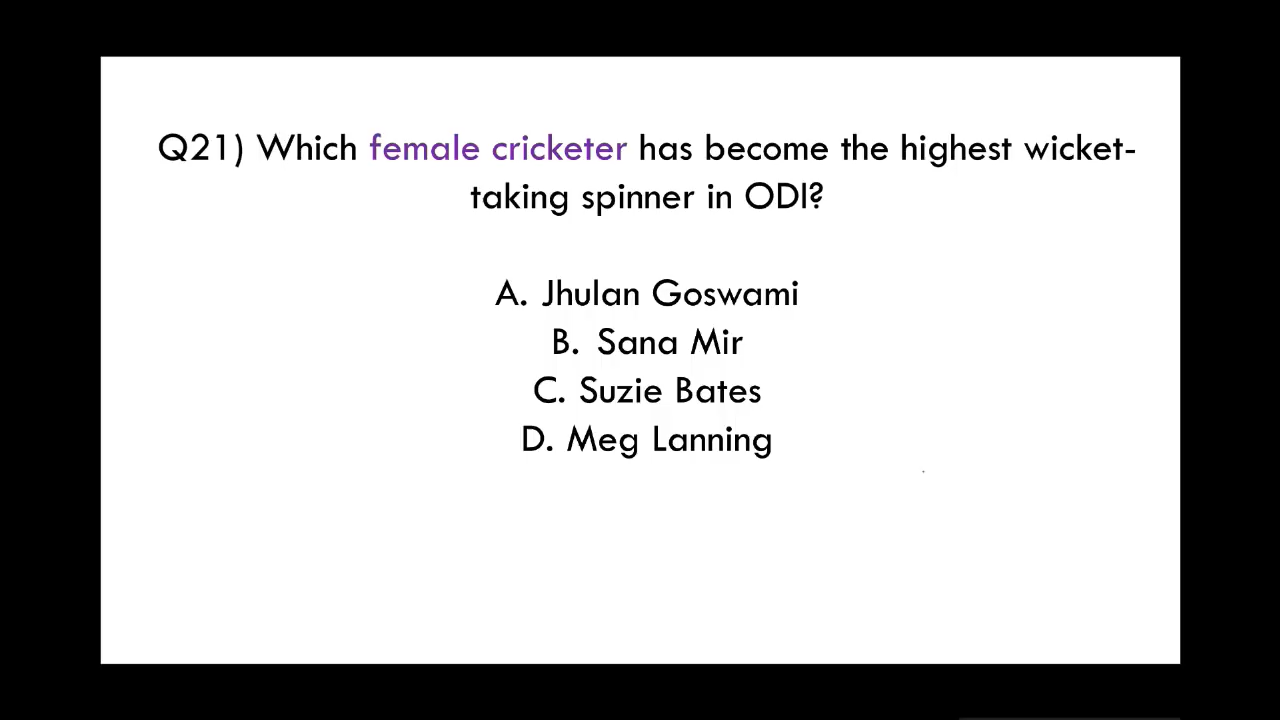 Q21) Which female cricketer has become the highest wicket-
taking spinner in ODI?
A. Jhulan Goswami
B. Sana Mir
C. Suzie Bates
D. Meg Lanning